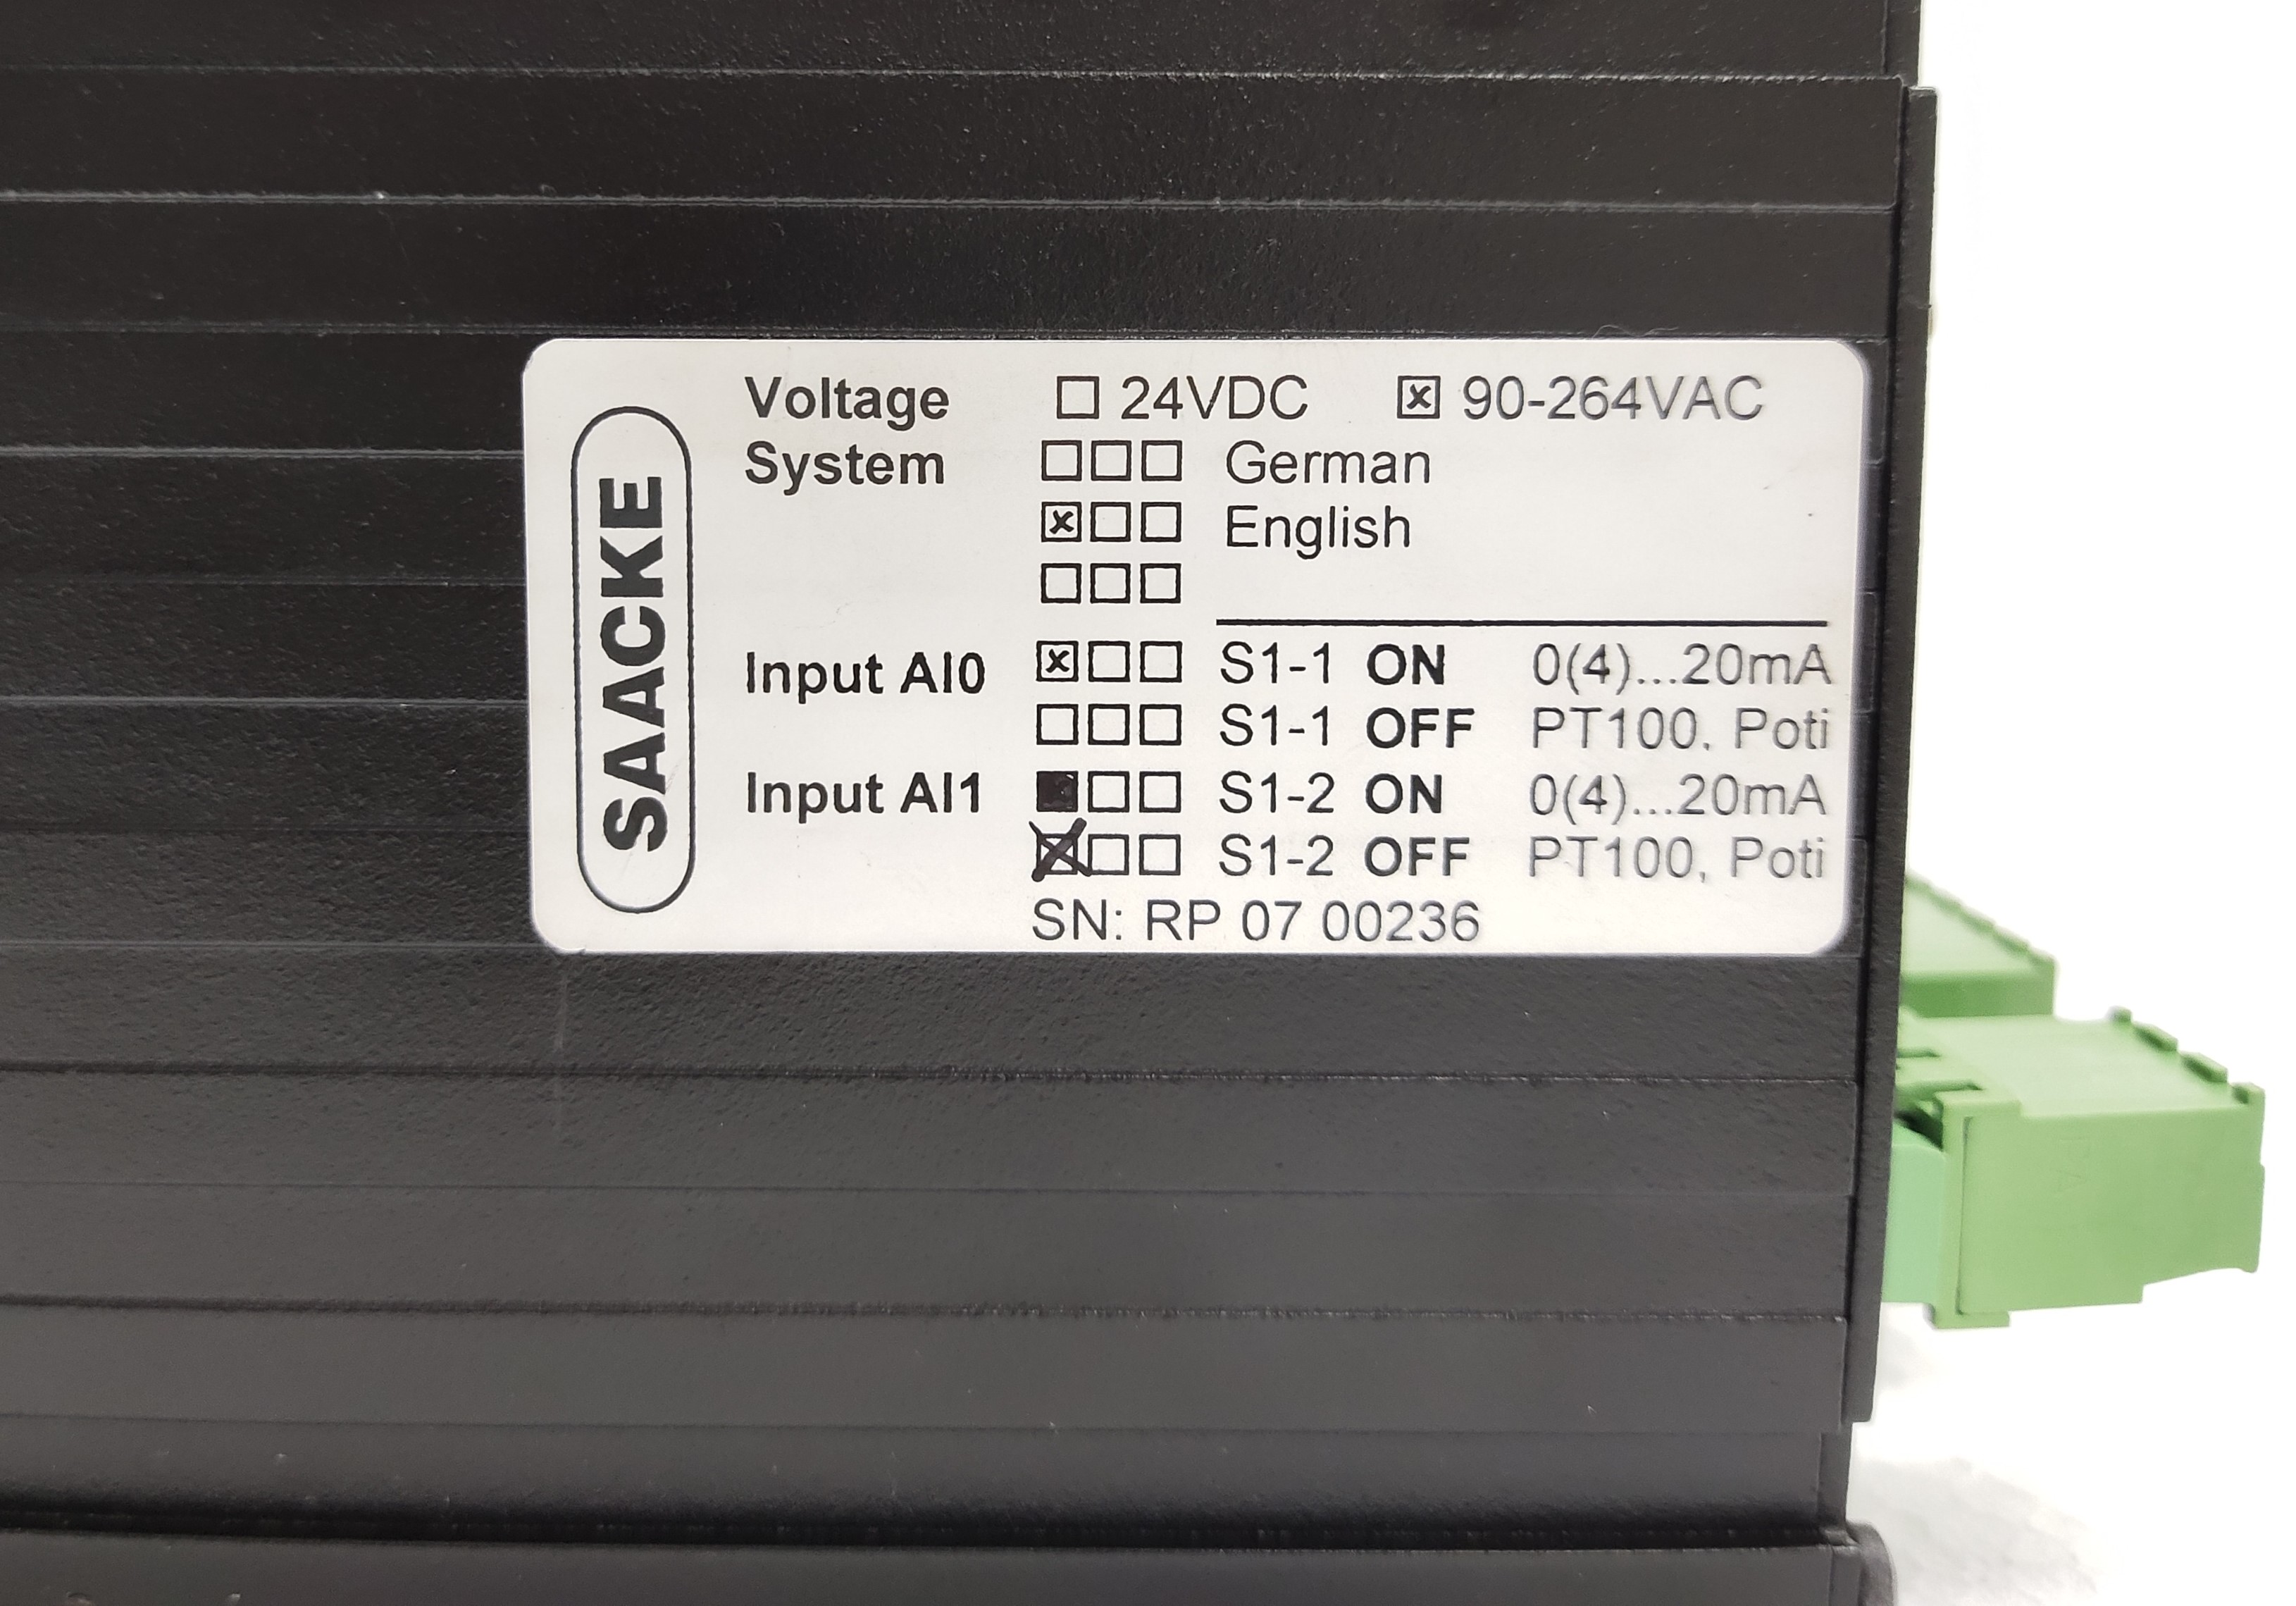 SAACKE
Voltage ☐ 24VDC ☒ 90-264VAC
System ☐☐☐ German
☒☐☐ English
☐☐☐
Input AI0 ☒☐☐ S1-1 ON 0(4)...20mA
☐☐☐ S1-1 OFF PT100, Poti
Input AI1 ■☐☐ S1-2 ON 0(4)...20mA
☒☐☐ S1-2 OFF PT100, Poti
SN: RP 07 00236